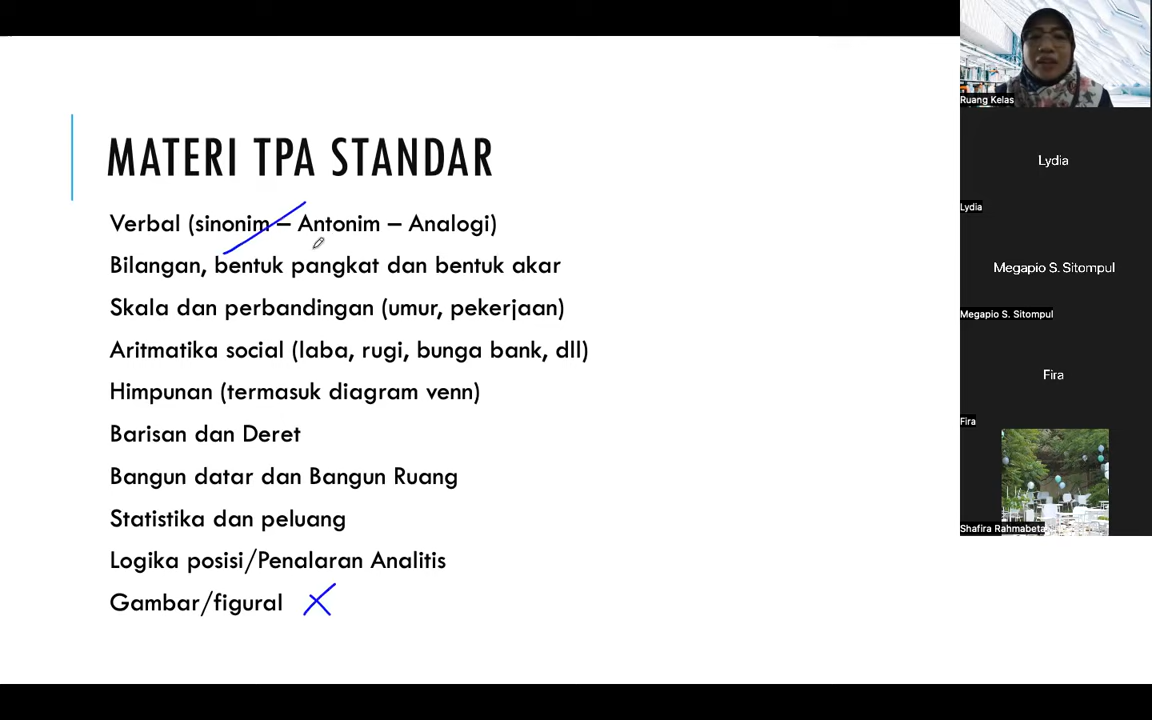 MATERI TPA STANDAR
Verbal (sinonim – Antonim – Analogi)
Bilangan, bentuk pangkat dan bentuk akar
Skala dan perbandingan (umur, pekerjaan)
Aritmatika social (laba, rugi, bunga bank, dll)
Himpunan (termasuk diagram venn)
Barisan dan Deret
Bangun datar dan Bangun Ruang
Statistika dan peluang
Logika posisi/Penalaran Analitis
Gambar/figural
Ruang Kelas
Lydia
Lydia
Megapio S. Sitompul
Megapio S. Sitompul
Fira
Fira
Shafira Rahmabeta